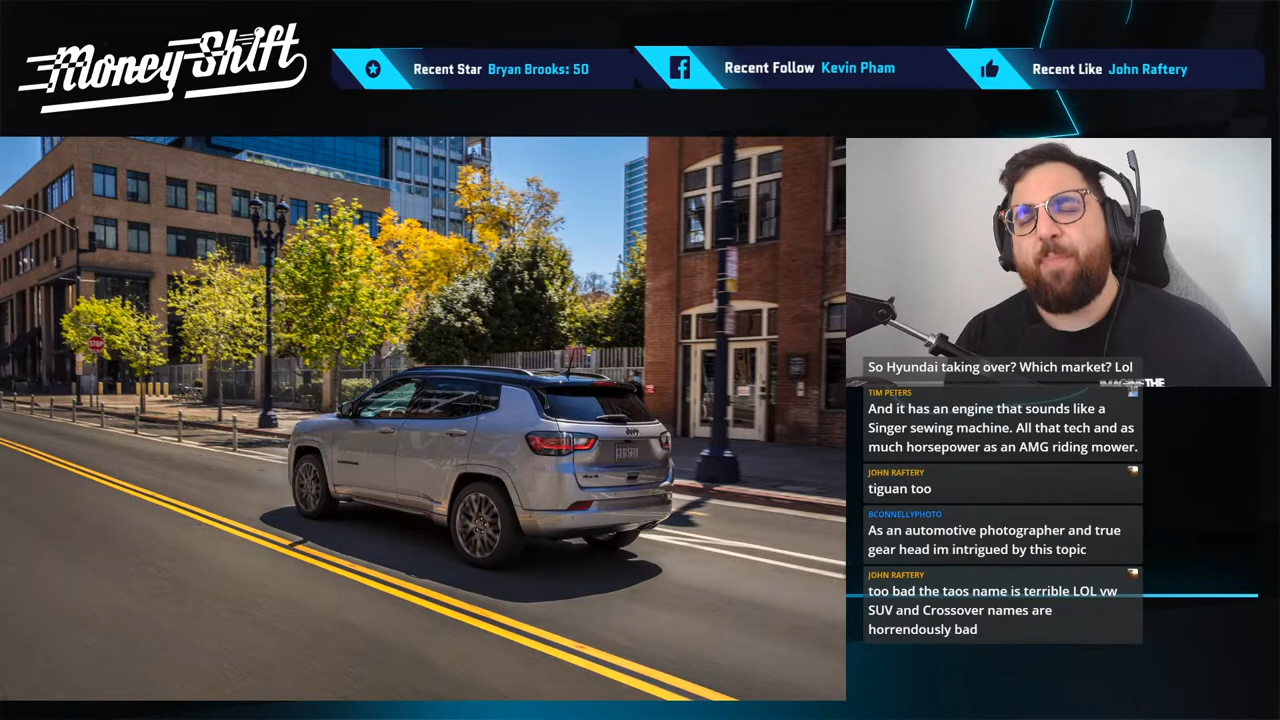 Money Shift
Recent Star Bryan Brooks: 50
Recent Follow Kevin Pham
Recent Like John Raftery
STOP
Jeep
So Hyundai taking over? Which market? Lol
IMAGINE THE
TIM PETERS
And it has an engine that sounds like a
Singer sewing machine. All that tech and as
much horsepower as an AMG riding mower.
JOHN RAFTERY
tiguan too
BCONNELLYPHOTO
As an automotive photographer and true
gear head im intrigued by this topic
JOHN RAFTERY
too bad the taos name is terrible LOL vw
SUV and Crossover names are
horrendously bad